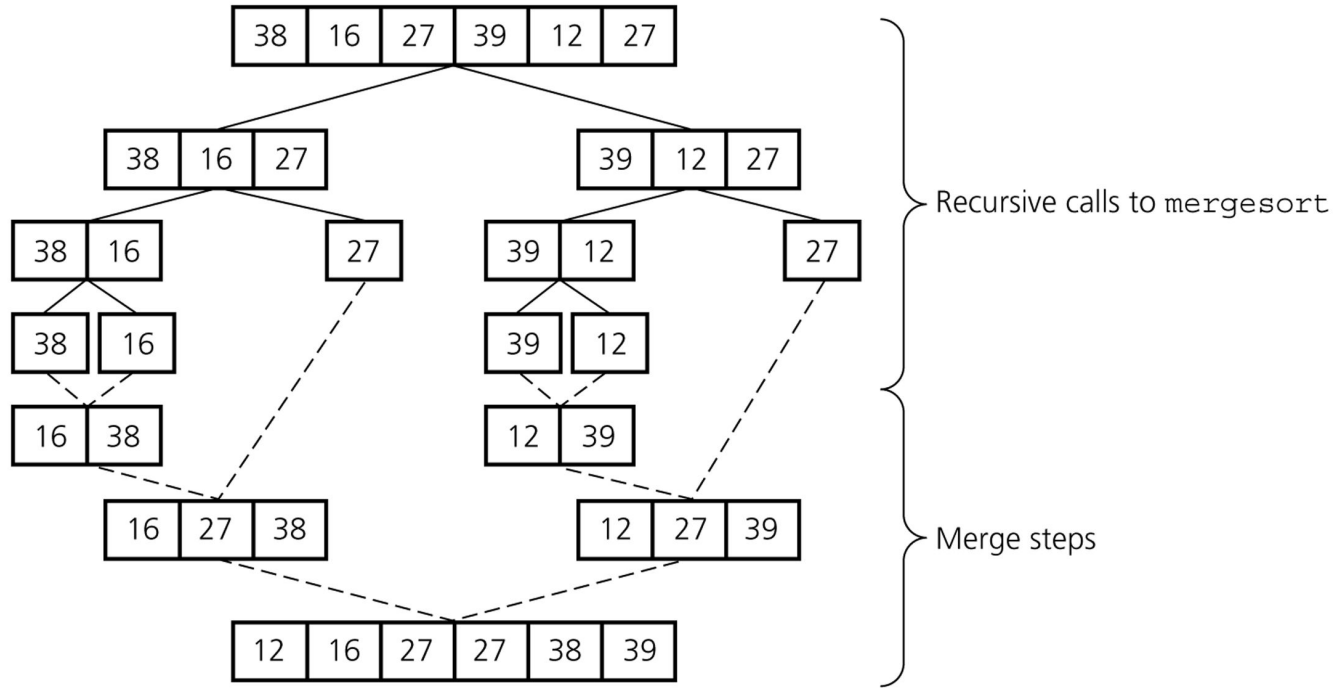 38 16 27 39 12 27
38 16 27 39 12 27
Recursive calls to mergesort
38 16 27 39 12 27
38 16 39 12
16 38 12 39
16 27 38 12 27 39
Merge steps
12 16 27 27 38 39